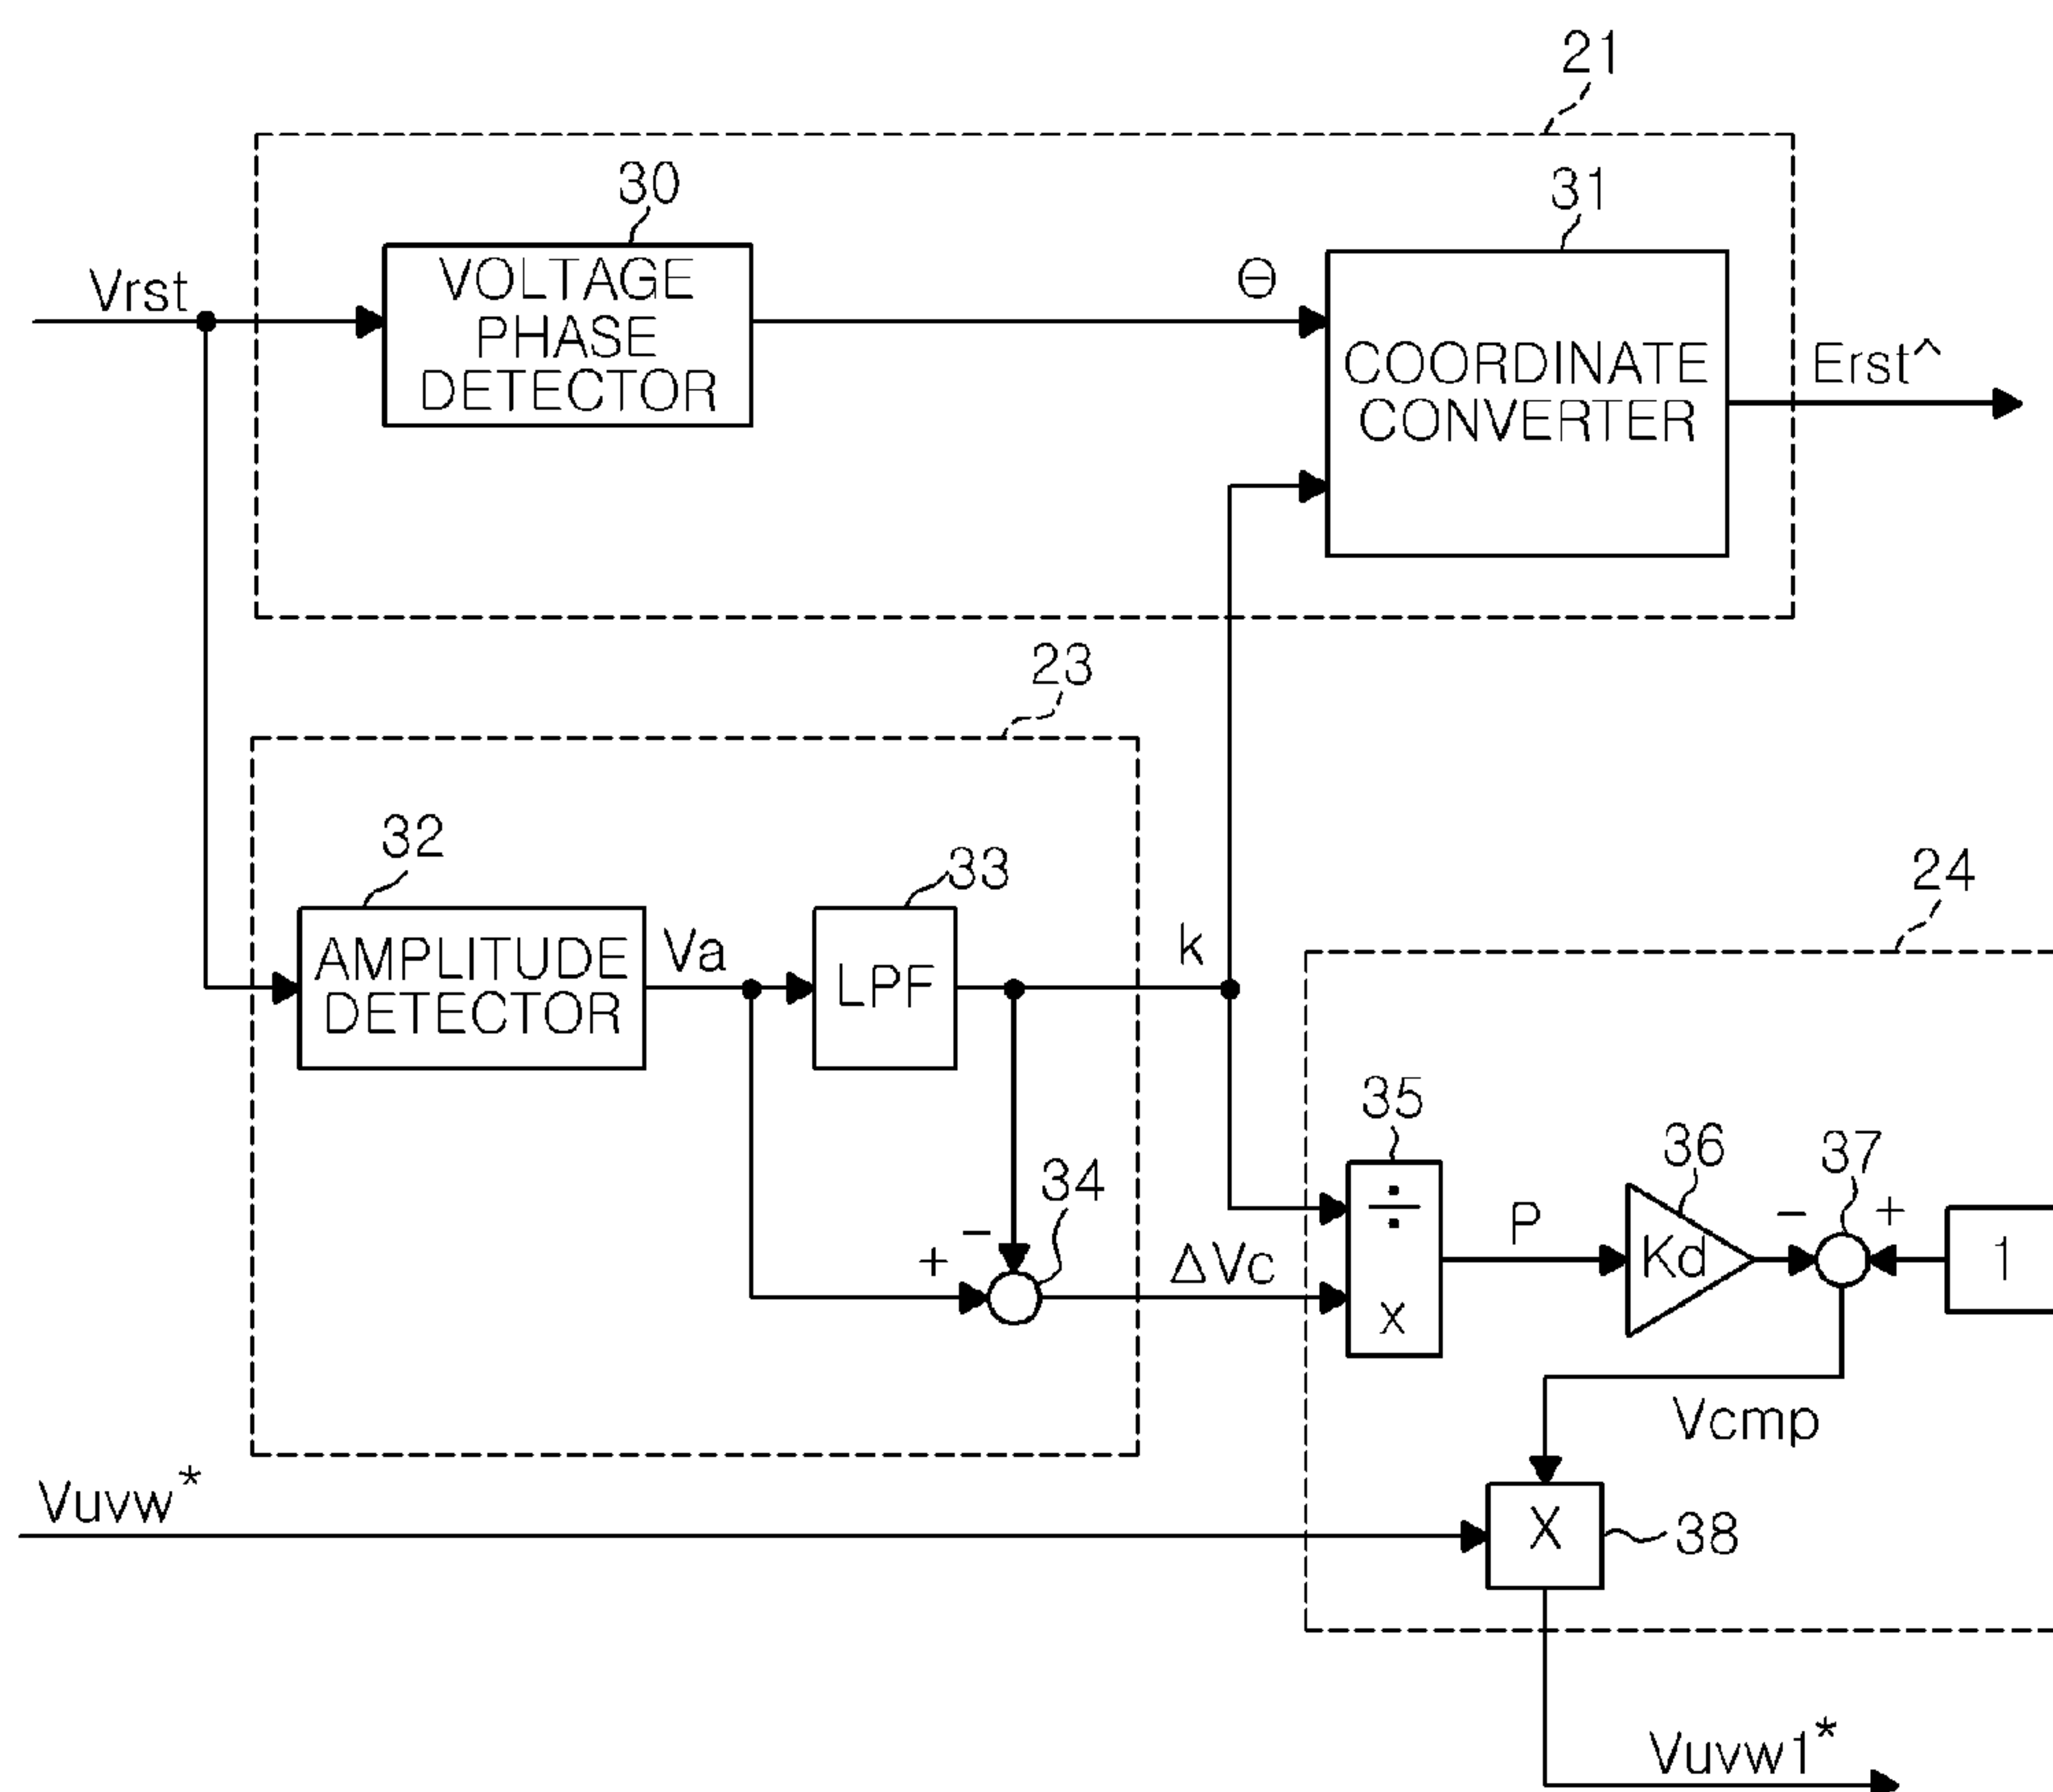 21
30
31
Vrst
VOLTAGE
PHASE
DETECTOR
Θ
COORDINATE
CONVERTER
Erst^
23
32
33
24
AMPLITUDE
DETECTOR
Va
LPF
k
35
36
37
34
÷
x
P
Kd
-
+
1
-
+
ΔVc
Vcmp
Vuvw*
X
38
Vuvw1*